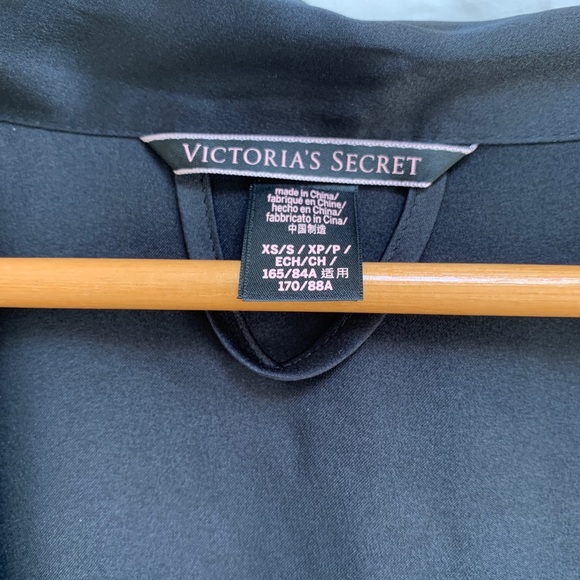 VICTORIA'S SECRET
made in China/
fabriqué en Chine/
hecho en China/
fabbricato in Cina/
中国制造
XS/S / XP/P /
ECH/CH /
165/84A 适用
170/88A